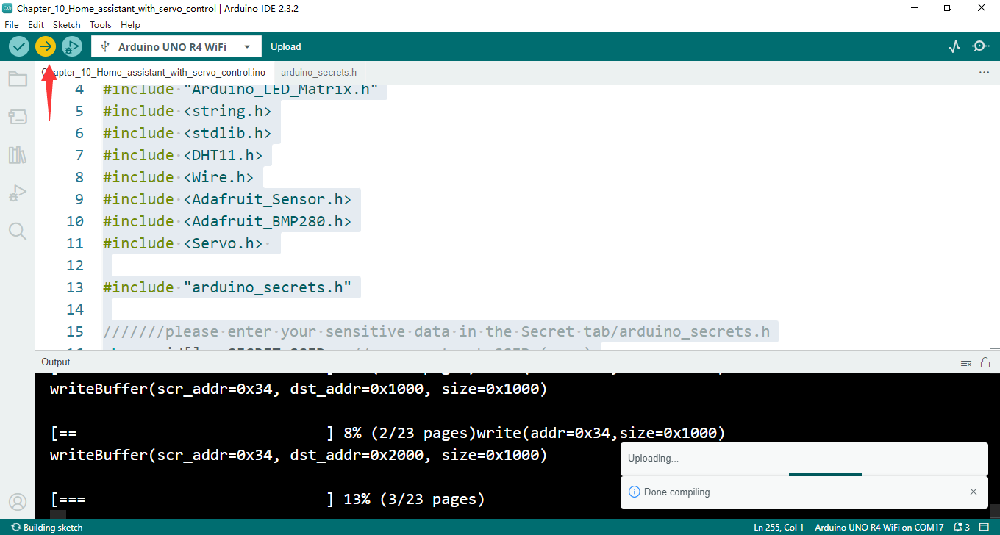 Chapter_10_Home_assistant_with_servo_control | Arduino IDE 2.3.2
File Edit Sketch Tools Help
Arduino UNO R4 WiFi Upload
Chapter_10_Home_assistant_with_servo_control.ino arduino_secrets.h
4 #include "Arduino_LED_Matrix.h"
5 #include <string.h>
6 #include <stdlib.h>
7 #include <DHT11.h>
8 #include <Wire.h>
9 #include <Adafruit_Sensor.h>
10 #include <Adafruit_BMP280.h>
11 #include <Servo.h>
12
13 #include "arduino_secrets.h"
14
15 ///////please enter your sensitive data in the Secret tab/arduino_secrets.h
Output
writeBuffer(scr_addr=0x34, dst_addr=0x1000, size=0x1000)
[== ] 8% (2/23 pages)write(addr=0x34,size=0x1000)
writeBuffer(scr_addr=0x34, dst_addr=0x2000, size=0x1000)
Uploading...
[=== ] 13% (3/23 pages)
Done compiling.
Building sketch Ln 255, Col 1 Arduino UNO R4 WiFi on COM17 3